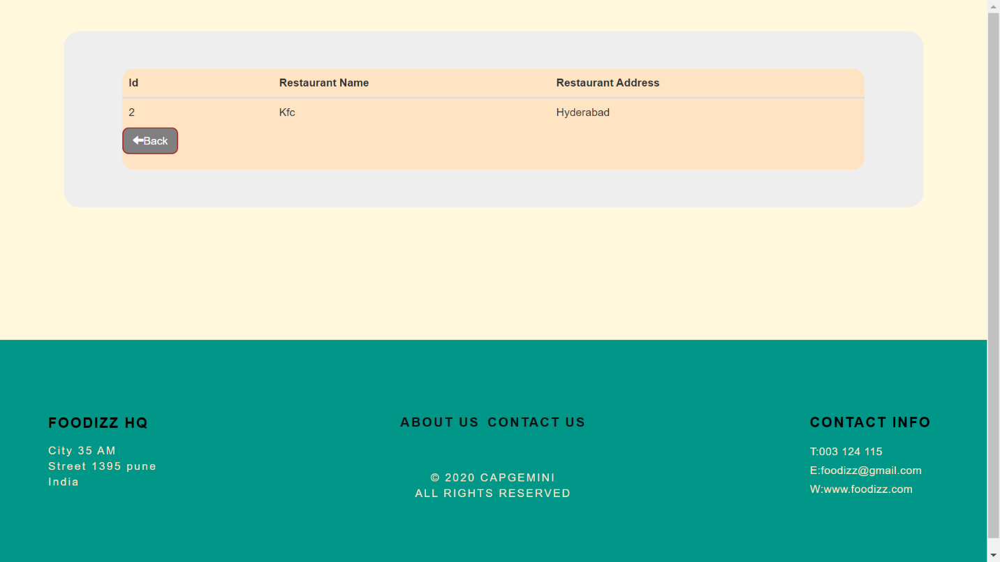 Id Restaurant Name Restaurant Address
2 Kfc Hyderabad
Back
FOODIZZ HQ
City 35 AM
Street 1395 pune
India
ABOUT US CONTACT US
© 2020 CAPGEMINI
ALL RIGHTS RESERVED
CONTACT INFO
T:003 124 115
E:foodizz@gmail.com
W:www.foodizz.com